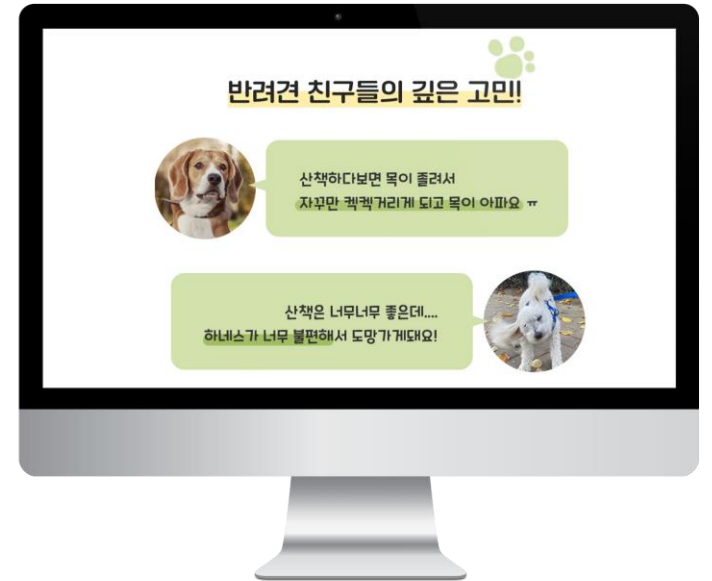 반려견 친구들의 깊은 고민!
산책하다보면 목이 졸려서
자꾸만 켁켁거리게 되고 목이 아파요 ㅠ
산책은 너무너무 좋은데....
하네스가 너무 불편해서 도망가게돼요!